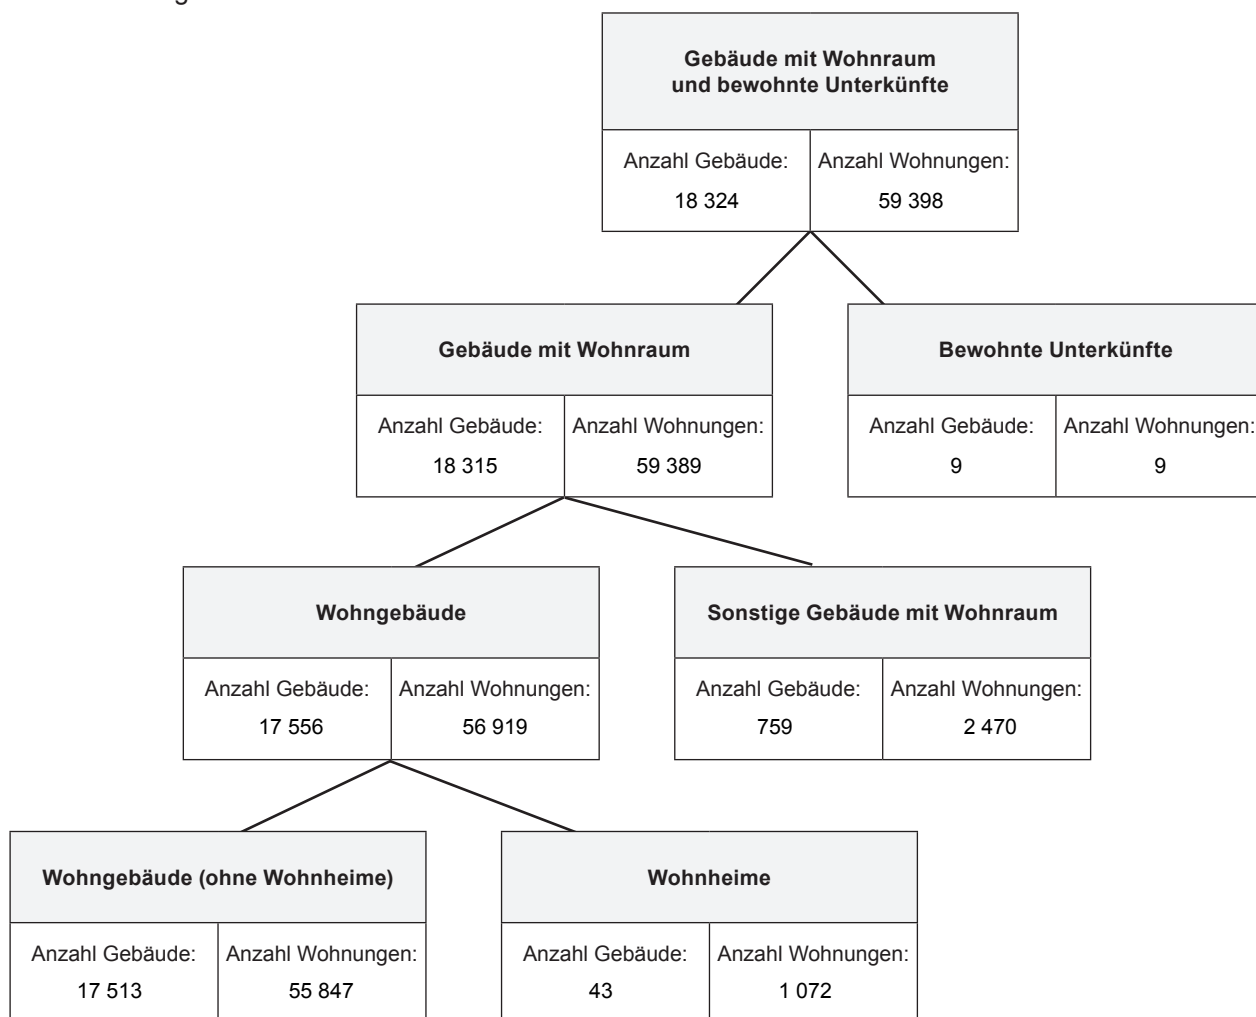 Gebäude mit Wohnraum
und bewohnte Unterkünfte
Anzahl Gebäude: Anzahl Wohnungen:
18 324 59 398
Gebäude mit Wohnraum
Anzahl Gebäude: Anzahl Wohnungen:
18 315 59 389
Bewohnte Unterkünfte
Anzahl Gebäude: Anzahl Wohnungen:
9 9
Wohngebäude
Anzahl Gebäude: Anzahl Wohnungen:
17 556 56 919
Sonstige Gebäude mit Wohnraum
Anzahl Gebäude: Anzahl Wohnungen:
759 2 470
Wohngebäude (ohne Wohnheime)
Anzahl Gebäude: Anzahl Wohnungen:
17 513 55 847
Wohnheime
Anzahl Gebäude: Anzahl Wohnungen:
43 1 072